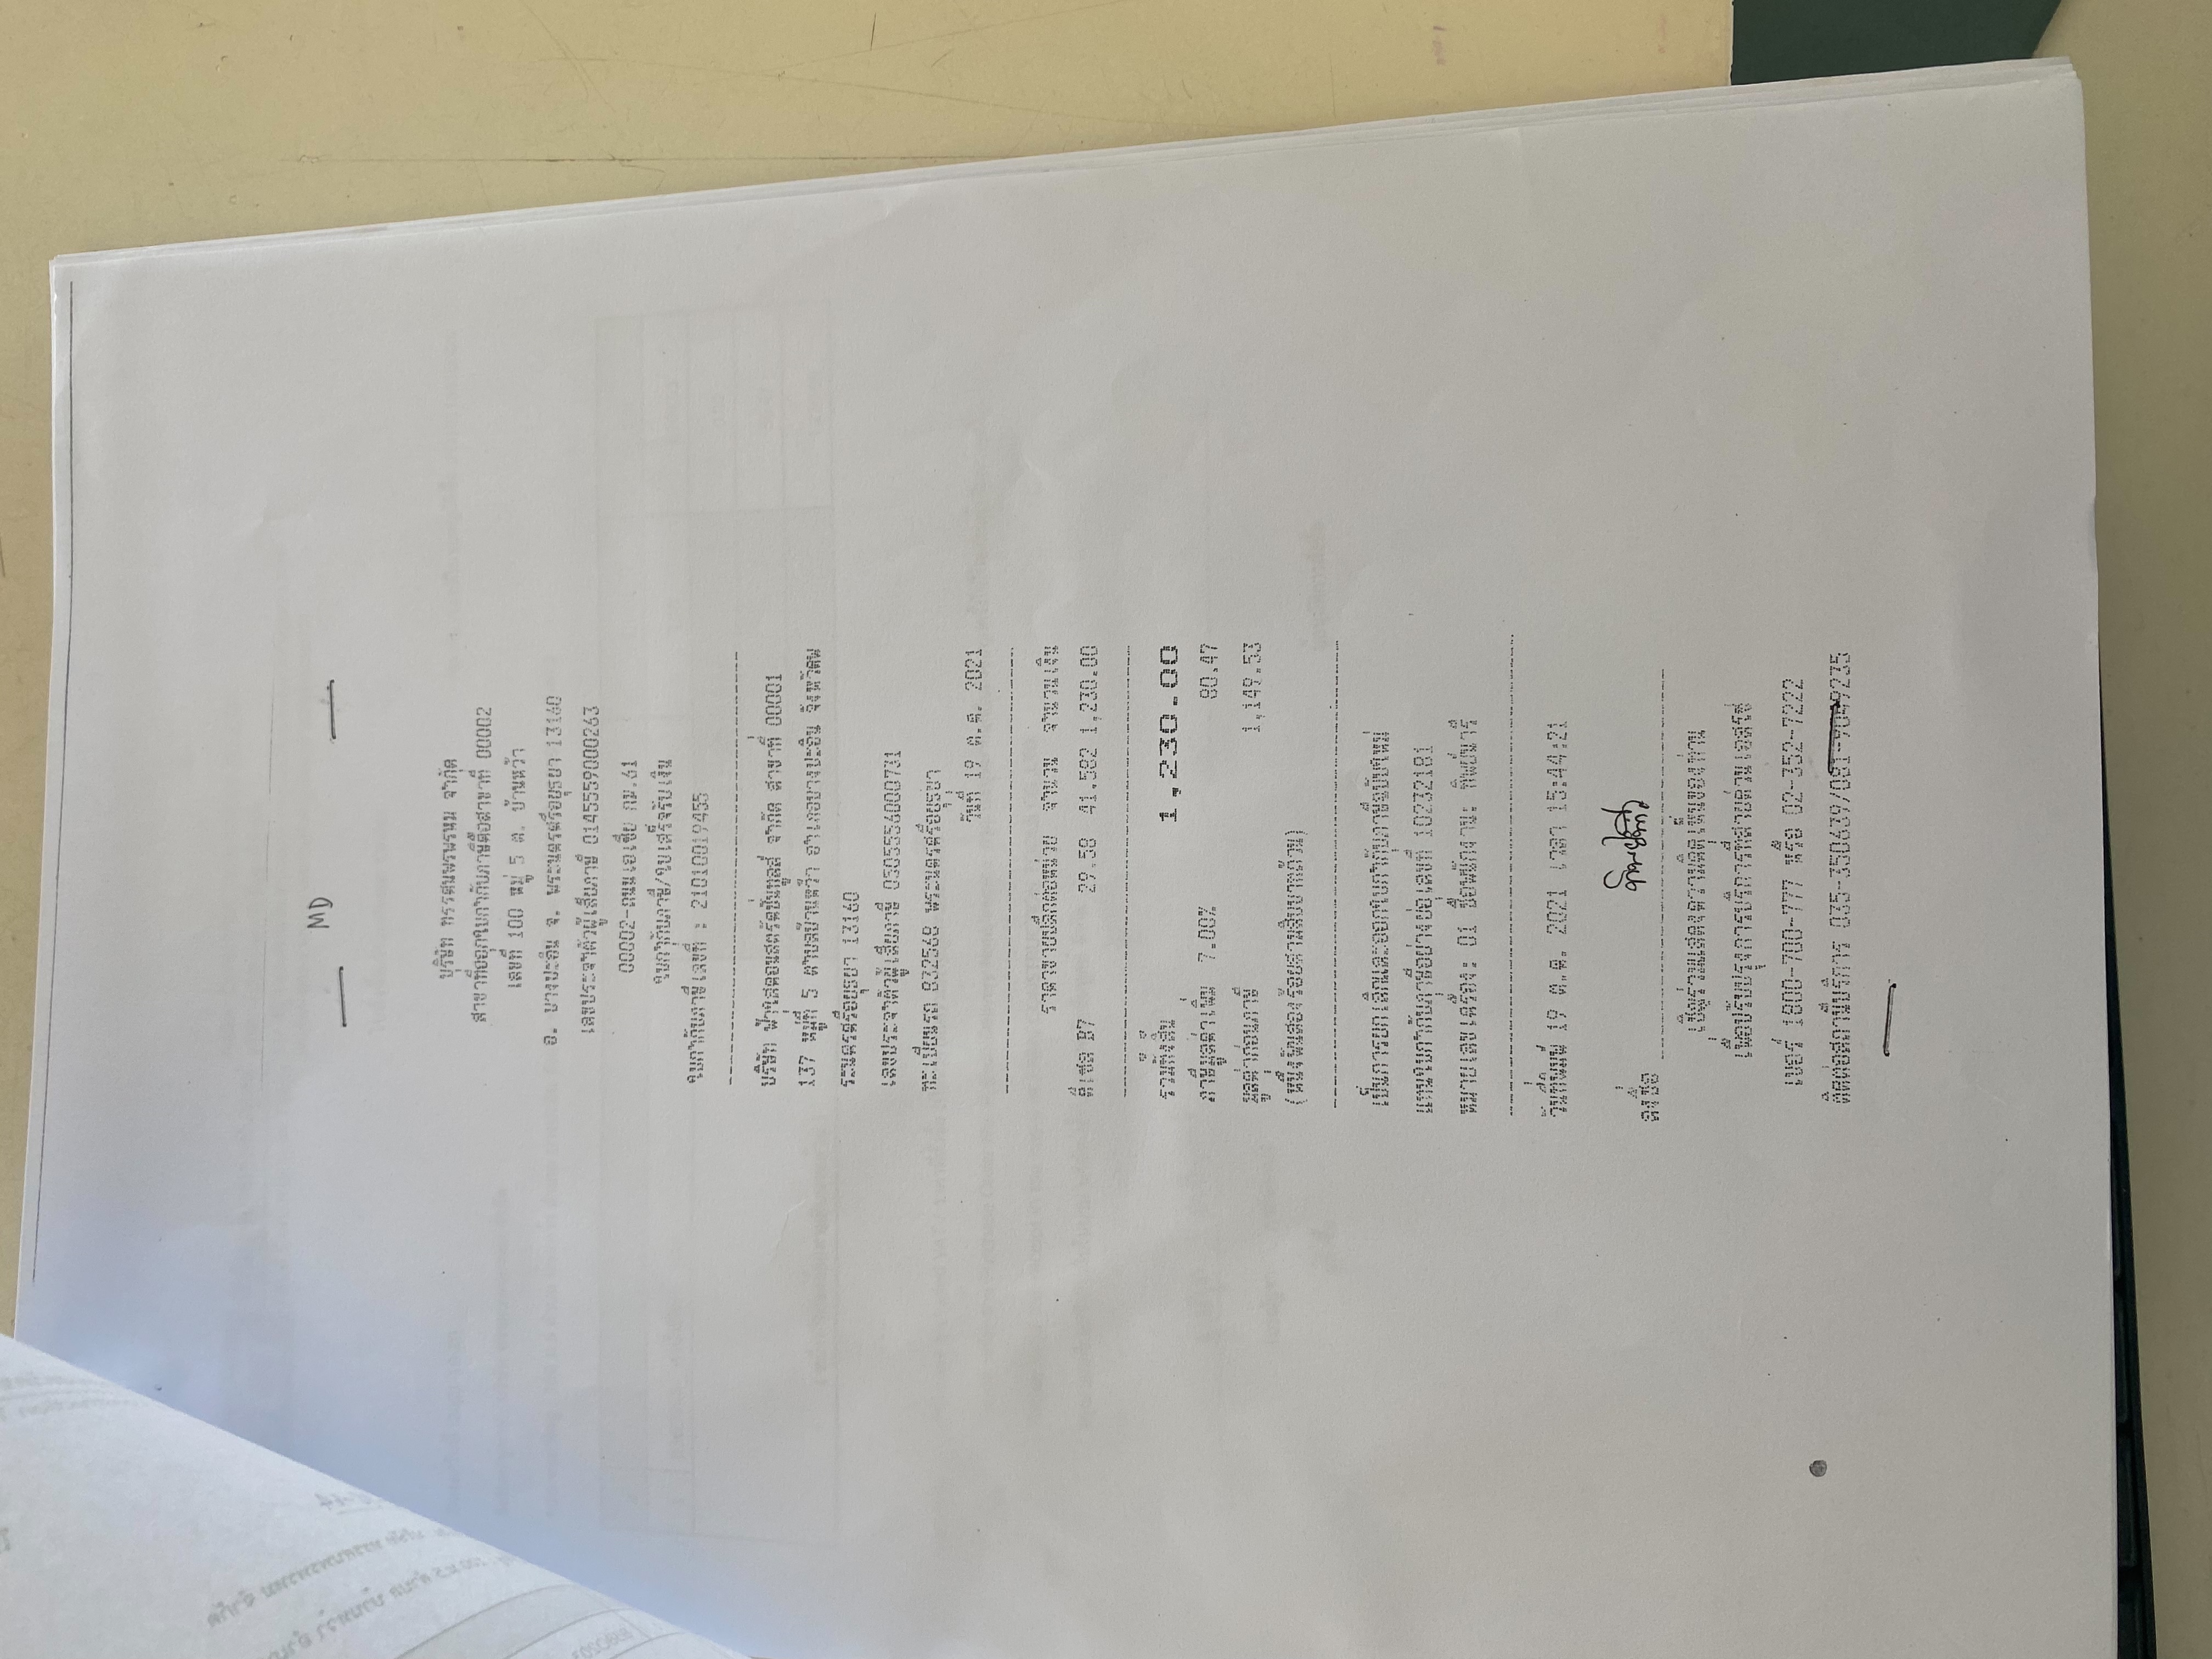 MD
บริษัท ทรรศนพรพรหม จำกัด
สาขาที่ออกใบกำกับภาษีคือสาขาที่ 00002
เลขที่ 100 หมู่ 5 ต. บ้านหว้า
อ. บางปะอิน จ. พระนครศรีอยุธยา 13160
เลขประจำตัวผู้เสียภาษี 0145559000263
00002-ถนนเอเชีย กม.61
ใบกำกับภาษี/ใบเสร็จรับเงิน
ใบกำกับภาษีเลขที่ : 21010019455
บริษัท ฟ้าใสคอนสตรัคชั่นทูลส์ จำกัด สาขาที่ 00001
137 หมู่ที่ 5 ตำบลบ้านหว้า อำเภอบางปะอิน จังหวัดพ
ระนครศรีอยุธยา 13160
เลขประจำตัวผู้เสียภาษี 0505556000731
ทะเบียนรถ 832568 พระนครศรีอยุธยา
วันที่ 19 ต.ค. 2021
ราคาขายปลีกต่อหน่วย จำนวน จำนวนเงิน
ดีเซล B7 29.58 41.582 1,230.00
รวมทั้งสิ้น 1,230.00
ภาษีมูลค่าเพิ่ม 7.00% 80.47
มูลค่าก่อนภาษี 1,149.53
(หนึ่งพันสองร้อยสามสิบบาทถ้วน)
เป็นการยกเลิกและออกใบกำกับภาษีฉบับใหม่
แทนใบกำกับภาษีอย่างย่อเลขที่ 10232181
หมายเลขเครื่อง: 01 ชื่อพนักงาน: ทิพย์นารี
วันที่พิมพ์ 19 ต.ค. 2021 เวลา 15:44:21
ลงชื่อ
เชิญร่วมแสดงความคิดเห็นของท่าน
เพื่อปรับปรุงการบริการที่สายด่วนเอสโซ่
เบอร์ 1800-700-777 หรือ 02-352-7222
ติดต่อสถานีบริการ 035-350639/081-9049235